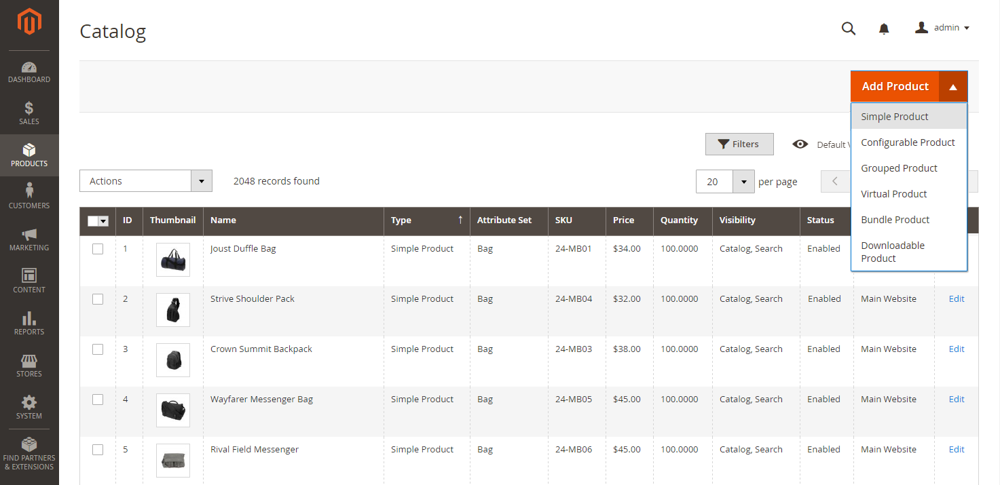 Catalog
admin
DASHBOARD
SALES
PRODUCTS
CUSTOMERS
MARKETING
CONTENT
REPORTS
STORES
SYSTEM
FIND PARTNERS
& EXTENSIONS
Add Product
Simple Product
Configurable Product
Grouped Product
Virtual Product
Bundle Product
Downloadable
Product
Filters
Default
Actions
2048 records found
20 per page
ID Thumbnail Name Type ↑ Attribute Set SKU Price Quantity Visibility Status
1 Joust Duffle Bag Simple Product Bag 24-MB01 $34.00 100.0000 Catalog, Search Enabled
2 Strive Shoulder Pack Simple Product Bag 24-MB04 $32.00 100.0000 Catalog, Search Enabled Main Website Edit
3 Crown Summit Backpack Simple Product Bag 24-MB03 $38.00 100.0000 Catalog, Search Enabled Main Website Edit
4 Wayfarer Messenger Bag Simple Product Bag 24-MB05 $45.00 100.0000 Catalog, Search Enabled Main Website Edit
5 Rival Field Messenger Simple Product Bag 24-MB06 $45.00 100.0000 Catalog, Search Enabled Main Website Edit